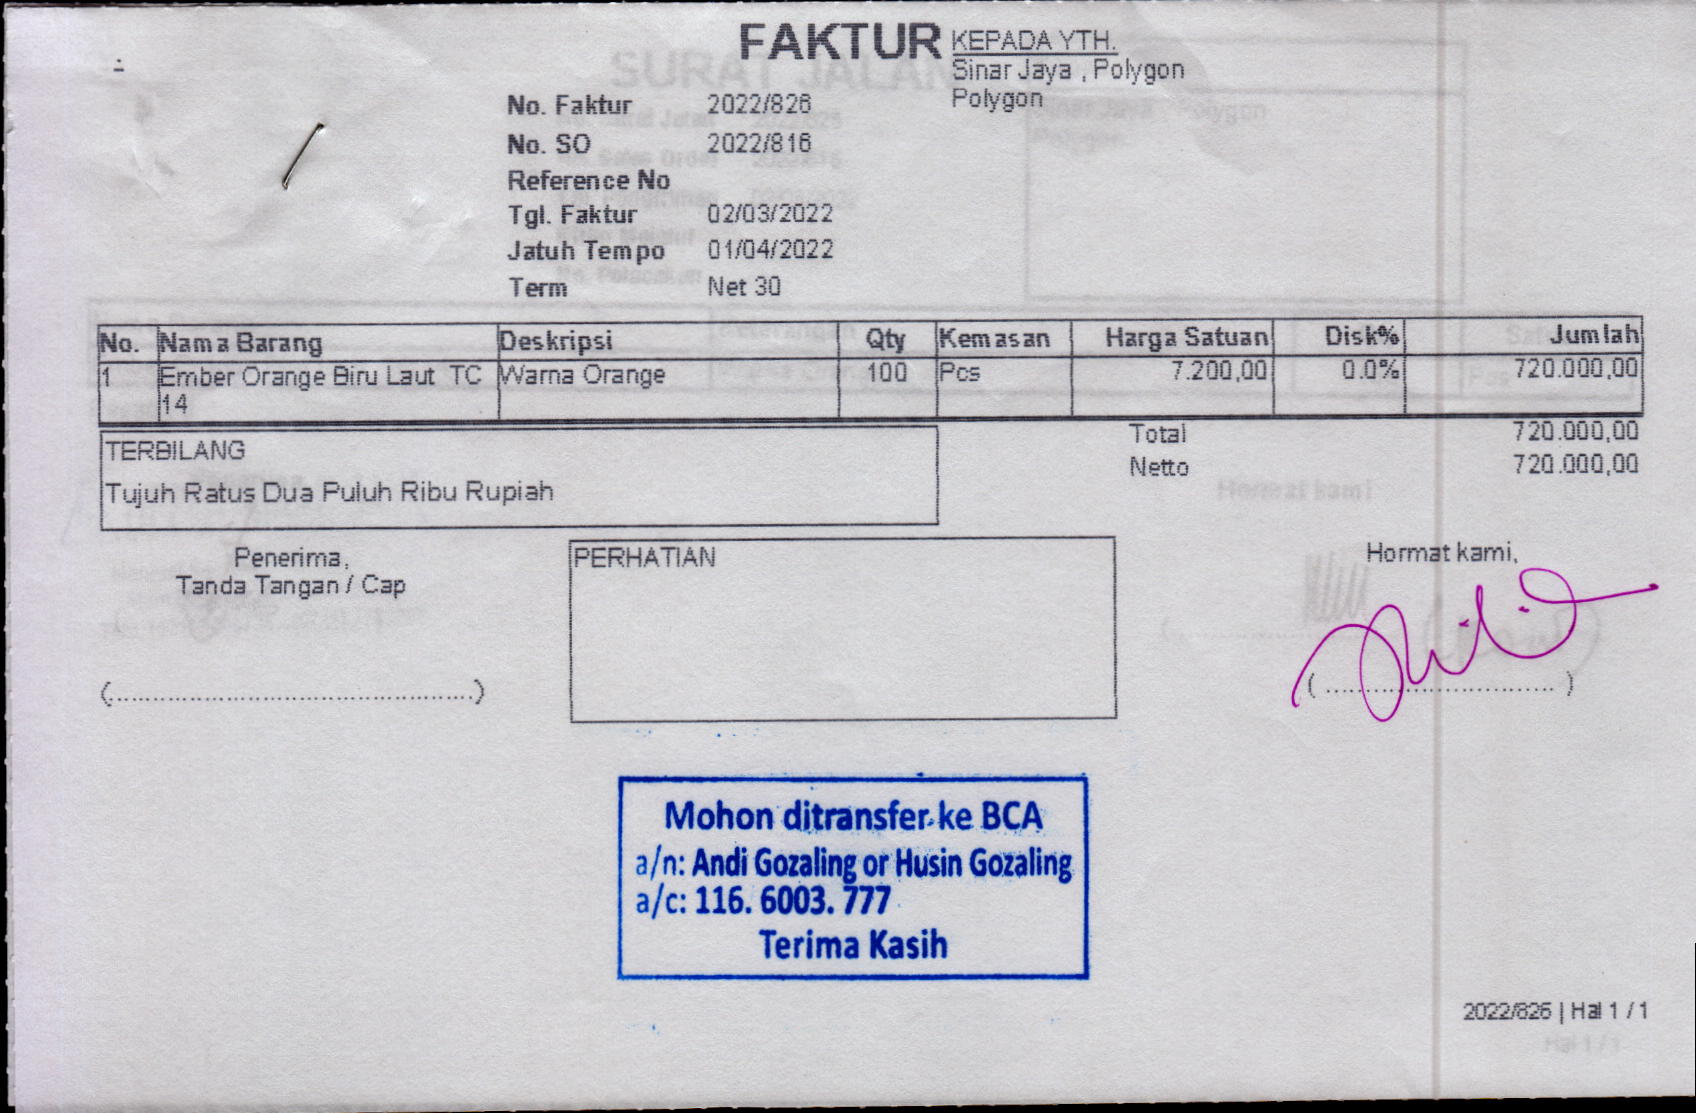 FAKTUR
KEPADA YTH.
Sinar Jaya , Polygon
Polygon
No. Faktur 2022/826
No. SO 2022/816
Reference No
Tgl. Faktur 02/03/2022
Jatuh Tempo 01/04/2022
Term Net 30
No. Nama Barang Deskripsi Qty Kemasan Harga Satuan Disk% Jumlah
1 Ember Orange Biru Laut TC Warna Orange 100 Pcs 7.200,00 0.0% 720.000,00
14
Total 720.000,00
Netto 720.000,00
TERBILANG
Tujuh Ratus Dua Puluh Ribu Rupiah
Penerima,
Tanda Tangan / Cap
(..........................................)
PERHATIAN
Hormat kami,
( ............................. )
Mohon ditransfer ke BCA
a/n: Andi Gozaling or Husin Gozaling
a/c: 116. 6003. 777
Terima Kasih
2022/826 | Hal 1 / 1